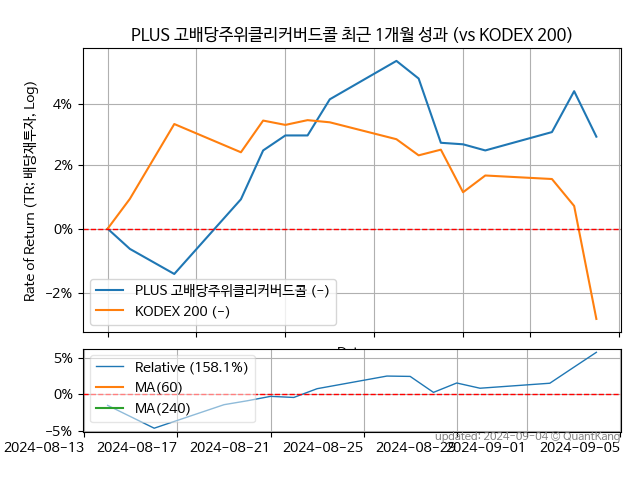 PLUS 고배당주위클리커버드콜 최근 1개월 성과 (vs KODEX 200)
Rate of Return (TR: 배당재투자, Log)
4%
2%
0%
−2%
PLUS 고배당주위클리커버드콜 (-)
KODEX 200 (-)
5%
0%
−5%
Relative (158.1%)
MA(60)
MA(240)
updated: 2024-09-04 © QuantKang
2024-08-13 2024-08-17 2024-08-21 2024-08-25 2024-08-29 2024-09-01 2024-09-05